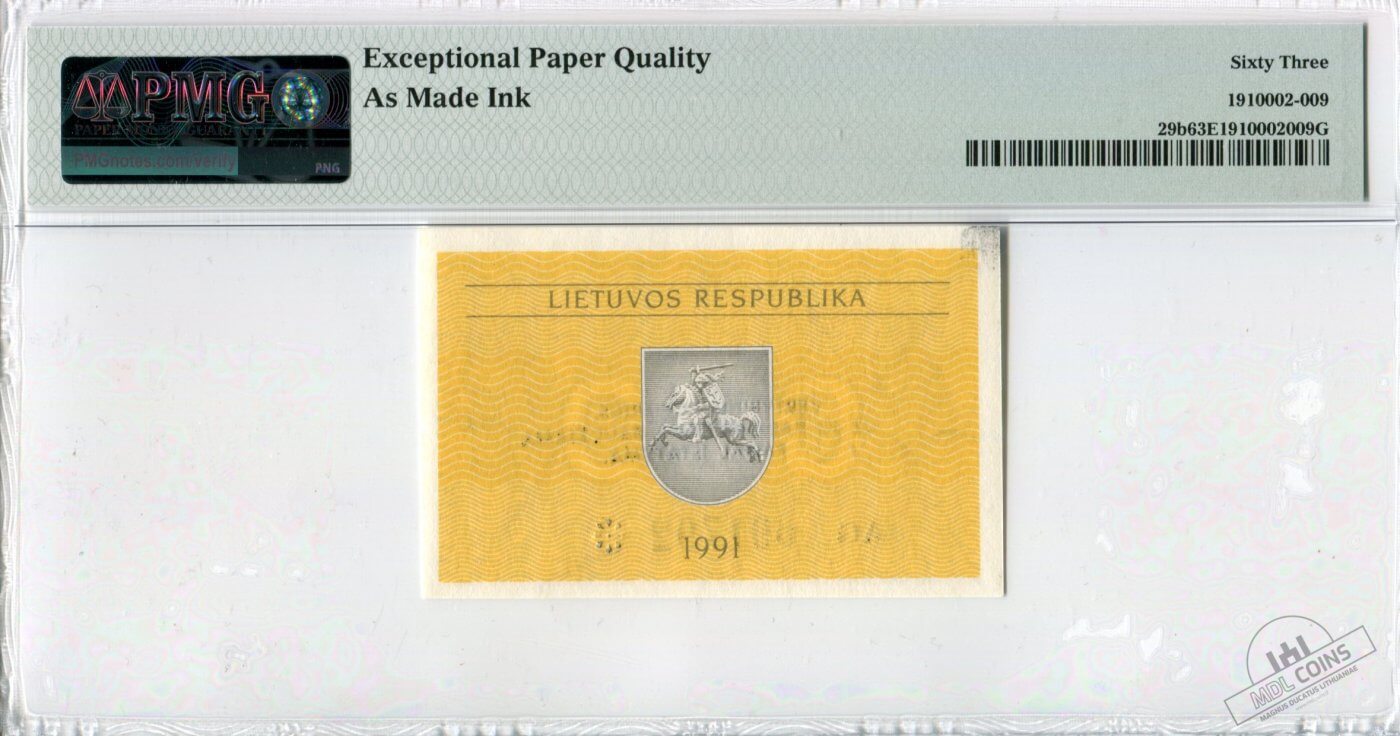 Exceptional Paper Quality
As Made Ink
Sixty Three
1910002-009
29b63E1910002009G
PMG
PMGnotes.com/verify
PNG
LIETUVOS RESPUBLIKA
1991
MDL COINS
MAGNUS DUCATUS LITHUANIAE